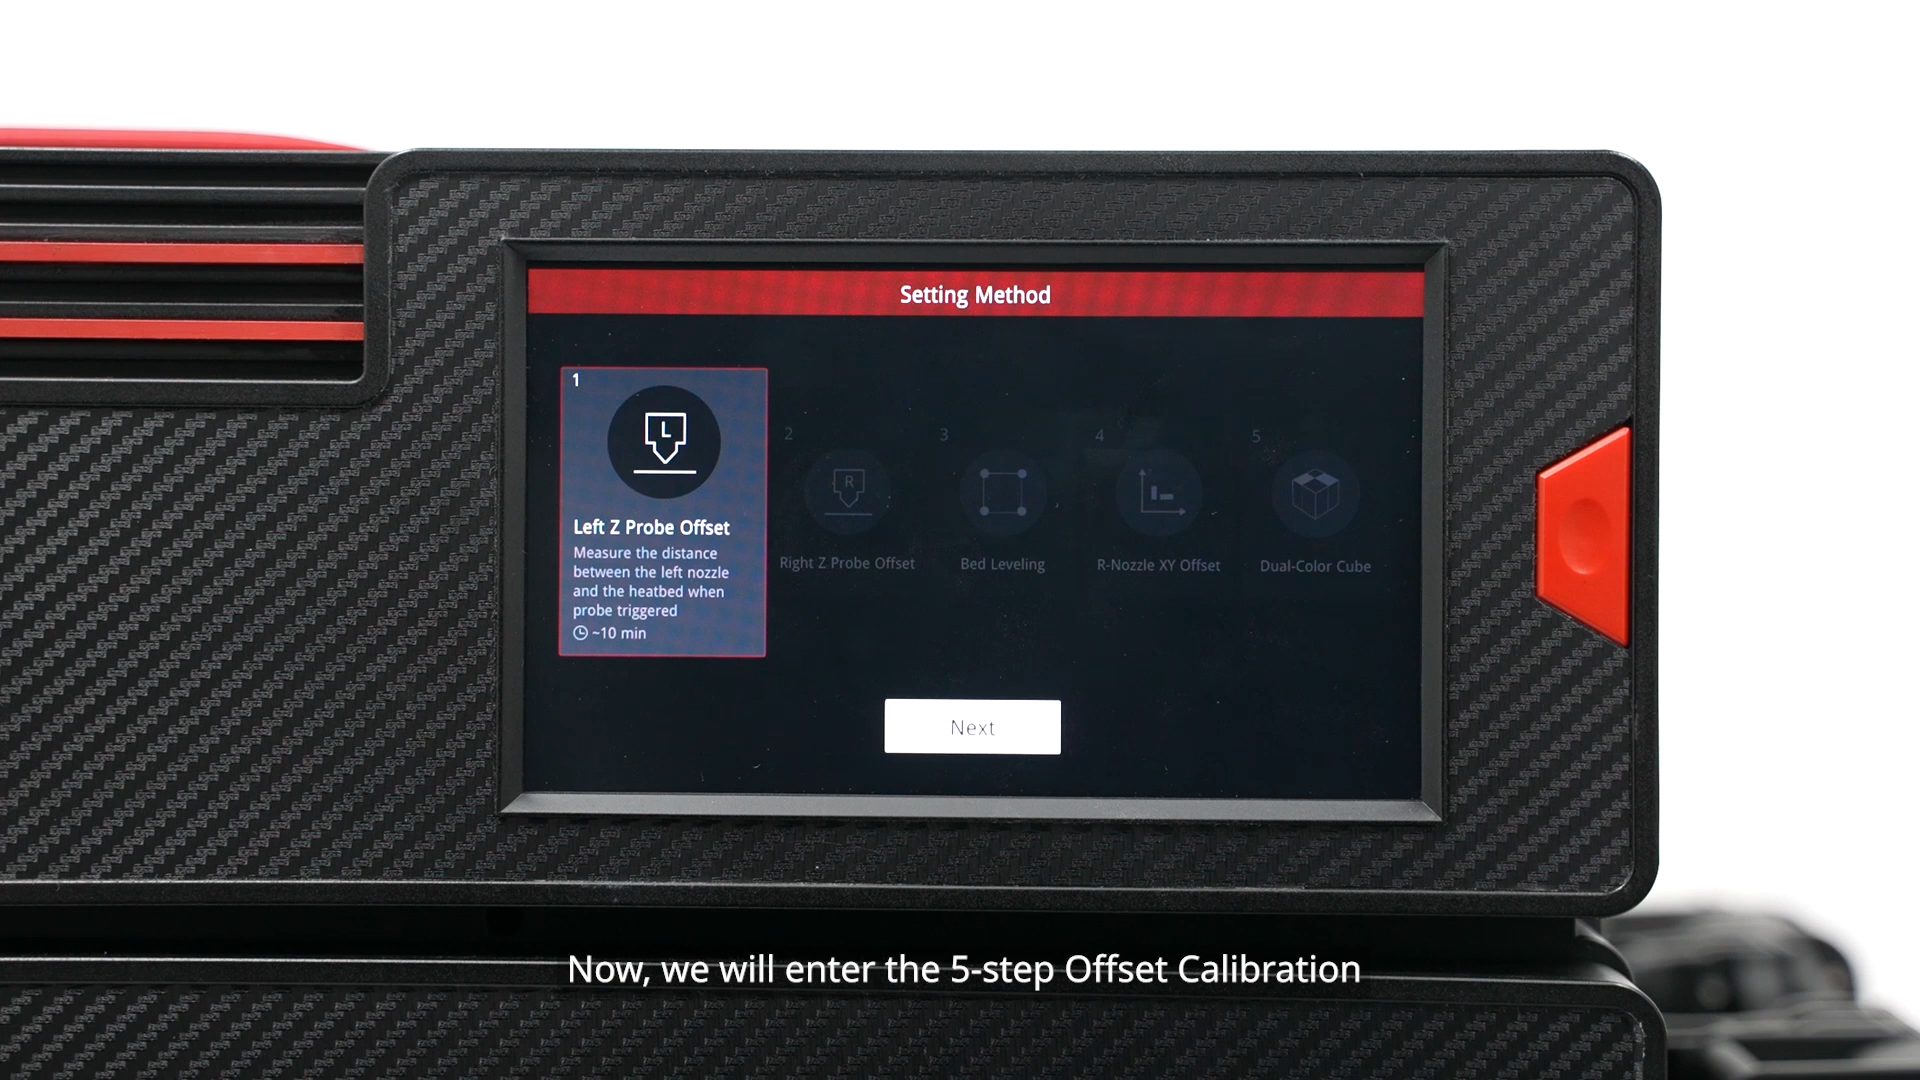 Setting Method
1
L
Left Z Probe Offset
Measure the distance
between the left nozzle
and the heatbed when
probe triggered
~10 min
2
R
Right Z Probe Offset
3
Bed Leveling
4
R-Nozzle XY Offset
5
Dual-Color Cube
Next
Now, we will enter the 5-step Offset Calibration